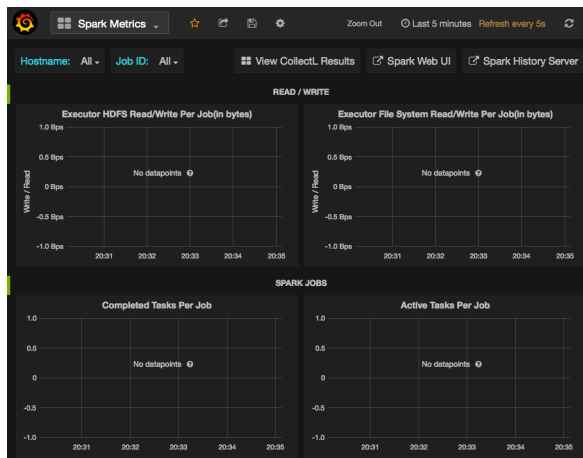 Spark Metrics Zoom Out Last 5 minutes Refresh every 5s
Hostname: All Job ID: All View CollectL Results Spark Web UI Spark History Server
READ / WRITE
Executor HDFS Read/Write Per Job(in bytes)
1.0 Bps
0.5 Bps
0 Bps
-0.5 Bps
-1.0 Bps
Write / Read
No datapoints
20:31 20:32 20:33 20:34 20:35
Executor File System Read/Write Per Job(in bytes)
1.0 Bps
0.5 Bps
0 Bps
-0.5 Bps
-1.0 Bps
Write / Read
No datapoints
20:31 20:32 20:33 20:34 20:35
SPARK JOBS
Completed Tasks Per Job
1.0
0.5
0
-0.5
-1.0
No datapoints
20:31 20:32 20:33 20:34 20:35
Active Tasks Per Job
1.0
0.5
0
-0.5
-1.0
No datapoints
20:31 20:32 20:33 20:34 20:35